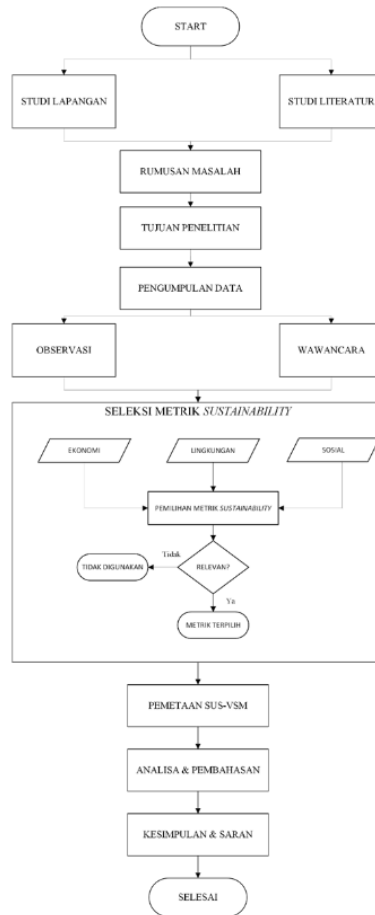 START
STUDI LAPANGAN
STUDI LITERATUR
RUMUSAN MASALAH
TUJUAN PENELITIAN
PENGUMPULAN DATA
OBSERVASI
WAWANCARA
SELEKSI METRIK SUSTAINABILITY
EKONOMI
LINGKUNGAN
SOSIAL
PEMILIHAN METRIK SUSTAINABILITY
Tidak
TIDAK DIGUNAKAN
RELEVAN?
Ya
METRIK TERPILIH
PEMETAAN SUS-VSM
ANALISA & PEMBAHASAN
KESIMPULAN & SARAN
SELESAI